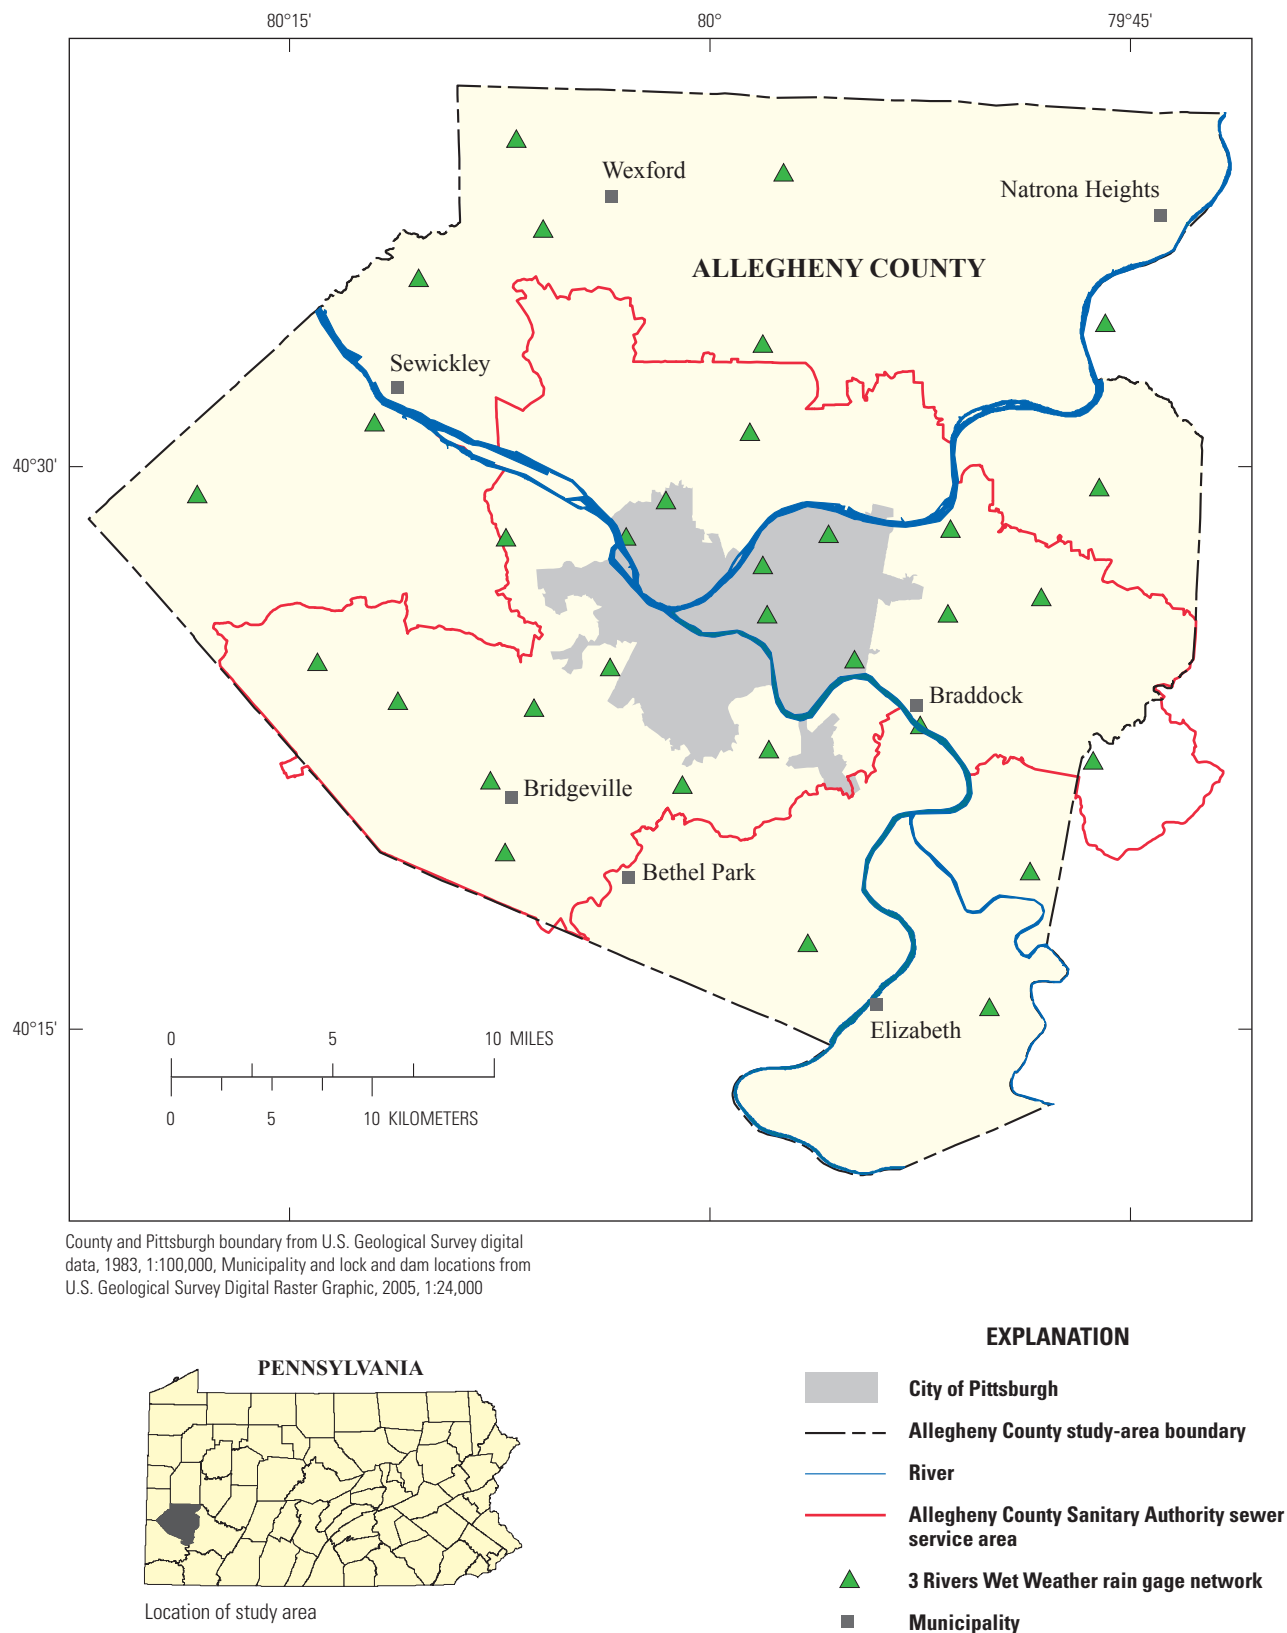 80°15'
80°
79°45'
Wexford
Natrona Heights
ALLEGHENY COUNTY
Sewickley
40°30'
Braddock
Bridgeville
Bethel Park
Elizabeth
40°15'
0 5 10 MILES
0 5 10 KILOMETERS
County and Pittsburgh boundary from U.S. Geological Survey digital
data, 1983, 1:100,000, Municipality and lock and dam locations from
U.S. Geological Survey Digital Raster Graphic, 2005, 1:24,000
PENNSYLVANIA
Location of study area
EXPLANATION
City of Pittsburgh
Allegheny County study-area boundary
River
Allegheny County Sanitary Authority sewer
service area
3 Rivers Wet Weather rain gage network
Municipality